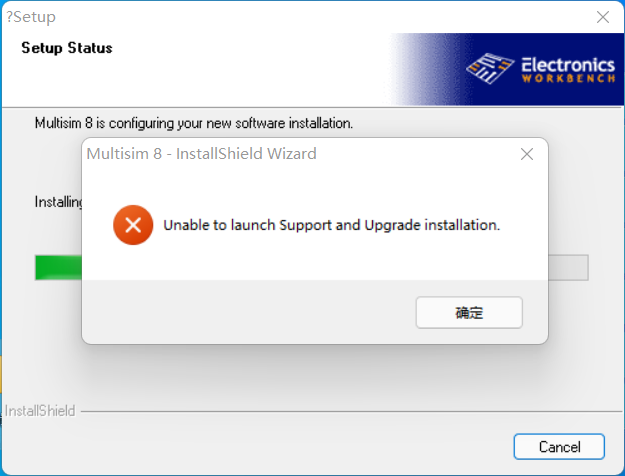 ?Setup
Setup Status
Electronics
WORKBENCH
Multisim 8 is configuring your new software installation.
Multisim 8 - InstallShield Wizard
Installing
Unable to launch Support and Upgrade installation.
确定
InstallShield
Cancel